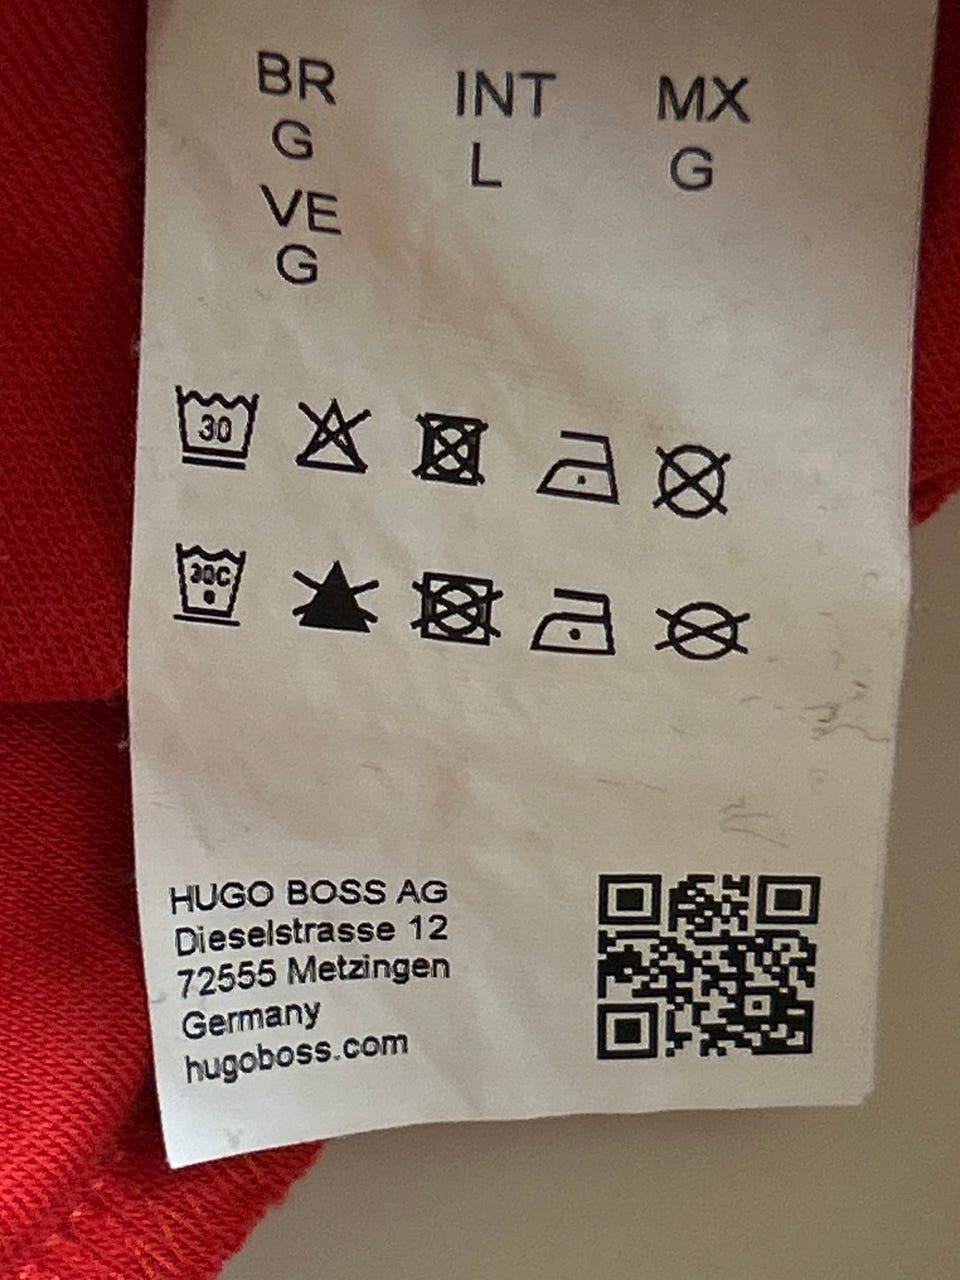 BR INT MX
G L G
VE
G
30
30C
HUGO BOSS AG
Dieselstrasse 12
72555 Metzingen
Germany
hugoboss.com